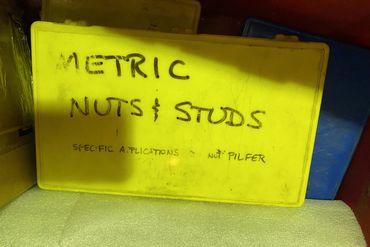 METRIC
NUTS & STUDS
SPECIFIC APPLICATIONS NOT PILFER